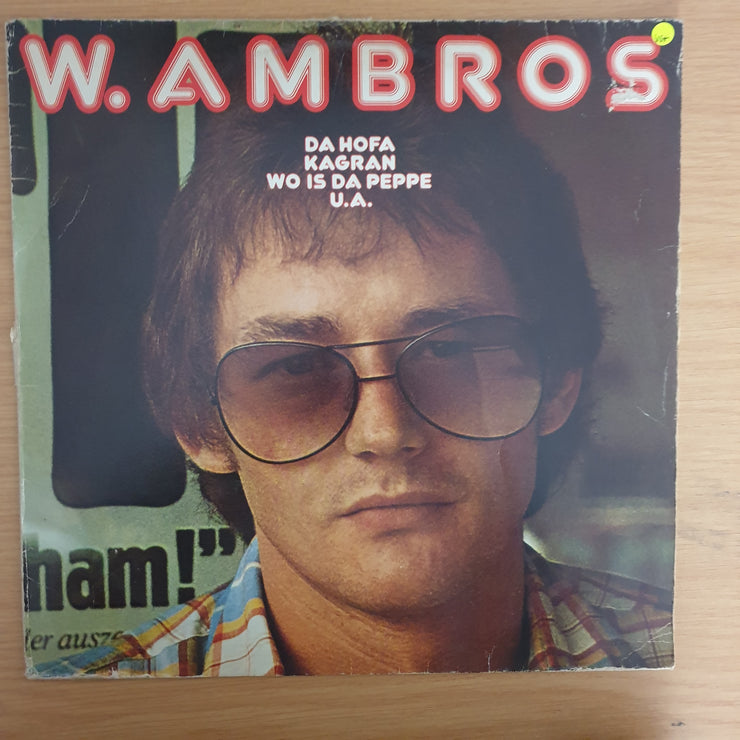 W. AMBROS
DA HOFA
KAGRAN
WO IS DA PEPPE
U.A.
ham!”